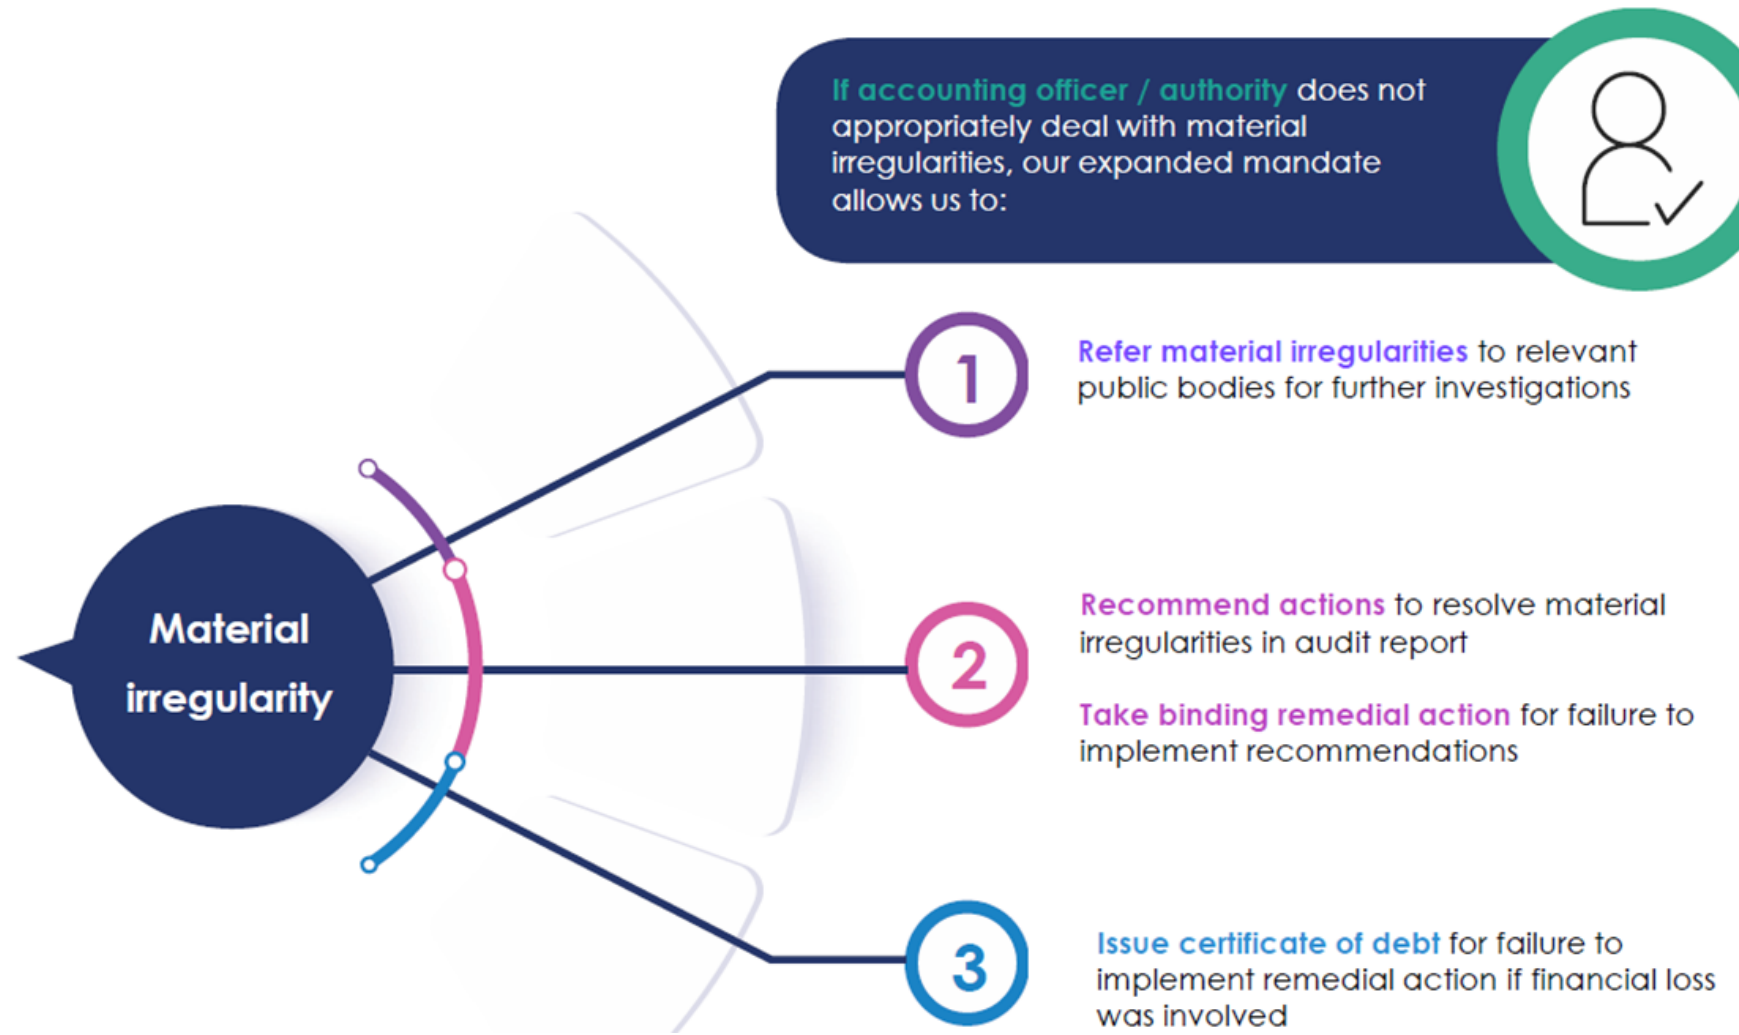 If accounting officer / authority does not
appropriately deal with material
irregularities, our expanded mandate
allows us to:
1
Refer material irregularities to relevant
public bodies for further investigations
Material
irregularity
2
Recommend actions to resolve material
irregularities in audit report
Take binding remedial action for failure to
implement recommendations
3
Issue certificate of debt for failure to
implement remedial action if financial loss
was involved